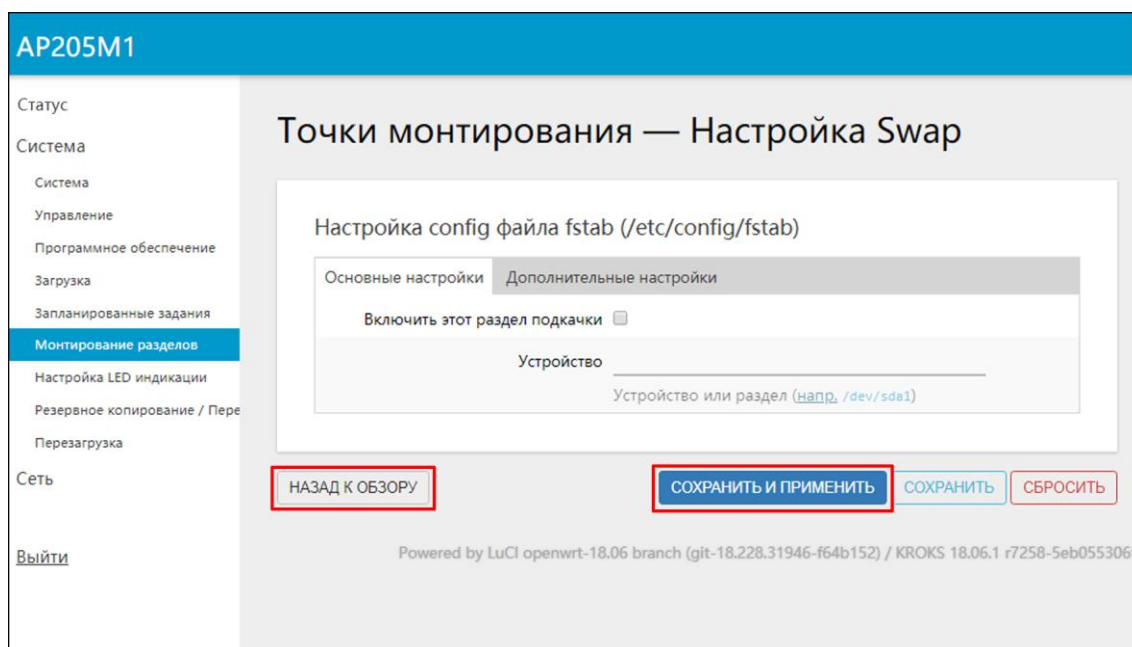 AP205M1
Статус
Система
Система
Управление
Программное обеспечение
Загрузка
Запланированные задания
Монтирование разделов
Настройка LED индикации
Резервное копирование / Пере
Перезагрузка
Сеть
Выйти
Точки монтирования — Настройка Swap
Настройка config файла fstab (/etc/config/fstab)
Основные настройки Дополнительные настройки
Включить этот раздел подкачки
Устройство
Устройство или раздел (напр. /dev/sda1)
НАЗАД К ОБЗОРУ СОХРАНИТЬ И ПРИМЕНИТЬ СОХРАНИТЬ СБРОСИТЬ
Powered by LuCI openwrt-18.06 branch (git-18.228.31946-f64b152) / KROKS 18.06.1 r7258-5eb055306